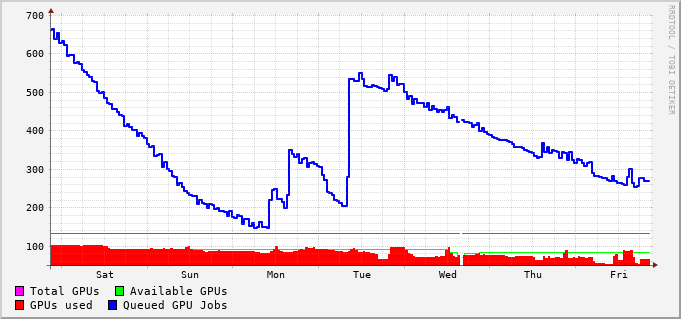 700
600
500
400
300
200
100
Sat Sun Mon Tue Wed Thu Fri
Total GPUs Available GPUs
GPUs used Queued GPU Jobs
RRDTOOL / TOBI OETIKER